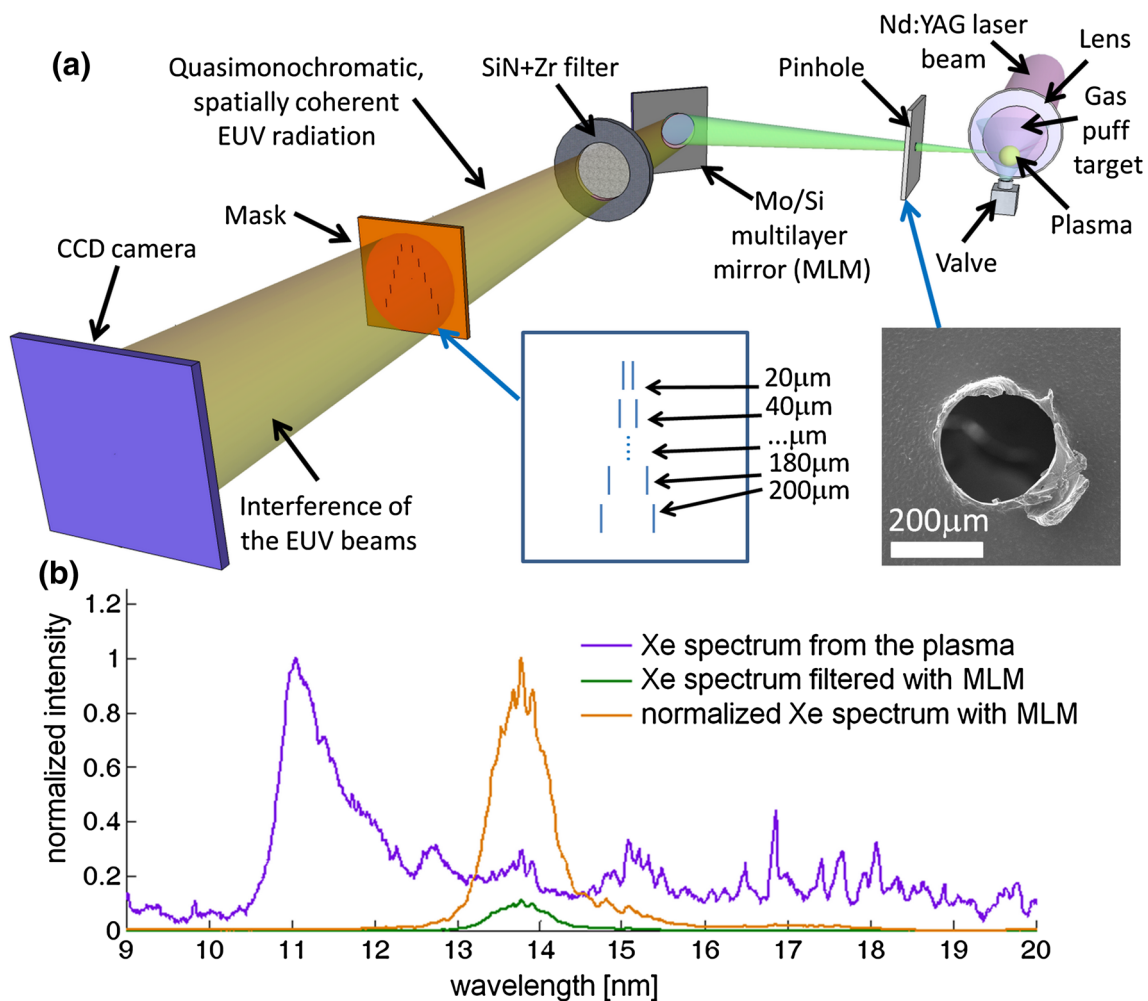 (a)
Quasimonochromatic,
spatially coherent
EUV radiation
SiN+Zr filter
Pinhole
Nd:YAG laser
beam
Lens
Gas
puff
target
Plasma
Valve
Mo/Si
multilayer
mirror (MLM)
Mask
CCD camera
Interference of
the EUV beams
20μm
40μm
...μm
180μm
200μm
200μm
(b)
normalized intensity
1.2
1
0.8
0.6
0.4
0.2
0
Xe spectrum from the plasma
Xe spectrum filtered with MLM
normalized Xe spectrum with MLM
9 10 11 12 13 14 15 16 17 18 19 20
wavelength [nm]